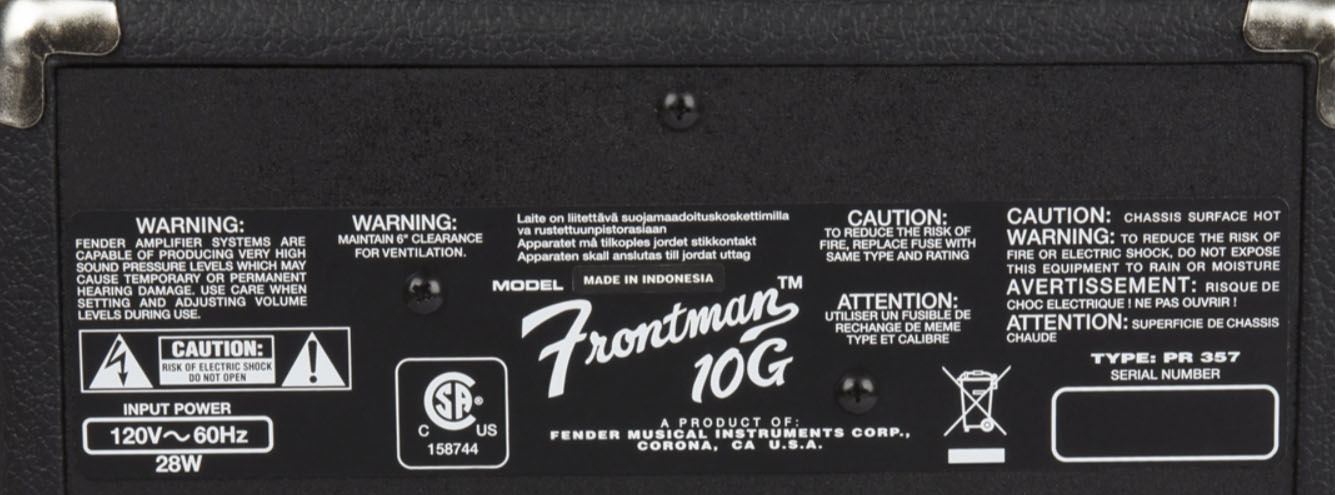 WARNING:
FENDER AMPLIFIER SYSTEMS ARE
CAPABLE OF PRODUCING VERY HIGH
SOUND PRESSURE LEVELS WHICH MAY
CAUSE TEMPORARY OR PERMANENT
HEARING DAMAGE. USE CARE WHEN
SETTING AND ADJUSTING VOLUME
LEVELS DURING USE.
CAUTION:
RISK OF ELECTRIC SHOCK
DO NOT OPEN
INPUT POWER
120V～60Hz
28W
WARNING:
MAINTAIN 6" CLEARANCE
FOR VENTILATION.
CSA®
C US
158744
Laite on liitettävä suojamaadoituskoskettimilla
va rustettuunpistorasiaan
Apparatet må tilkoples jordet stikkontakt
Apparaten skall anslutas till jordat uttag
MODEL MADE IN INDONESIA
Frontman™
10G
A PRODUCT OF:
FENDER MUSICAL INSTRUMENTS CORP.,
CORONA, CA U.S.A.
CAUTION:
TO REDUCE THE RISK OF
FIRE, REPLACE FUSE WITH
SAME TYPE AND RATING
ATTENTION:
UTILISER UN FUSIBLE DE
RECHANGE DE MEME
TYPE ET CALIBRE
CAUTION: CHASSIS SURFACE HOT
WARNING: TO REDUCE THE RISK OF
FIRE OR ELECTRIC SHOCK, DO NOT EXPOSE
THIS EQUIPMENT TO RAIN OR MOISTURE
AVERTISSEMENT: RISQUE DE
CHOC ELECTRIQUE ! NE PAS OUVRIR !
ATTENTION: SUPERFICIE DE CHASSIS
CHAUDE
TYPE: PR 357
SERIAL NUMBER